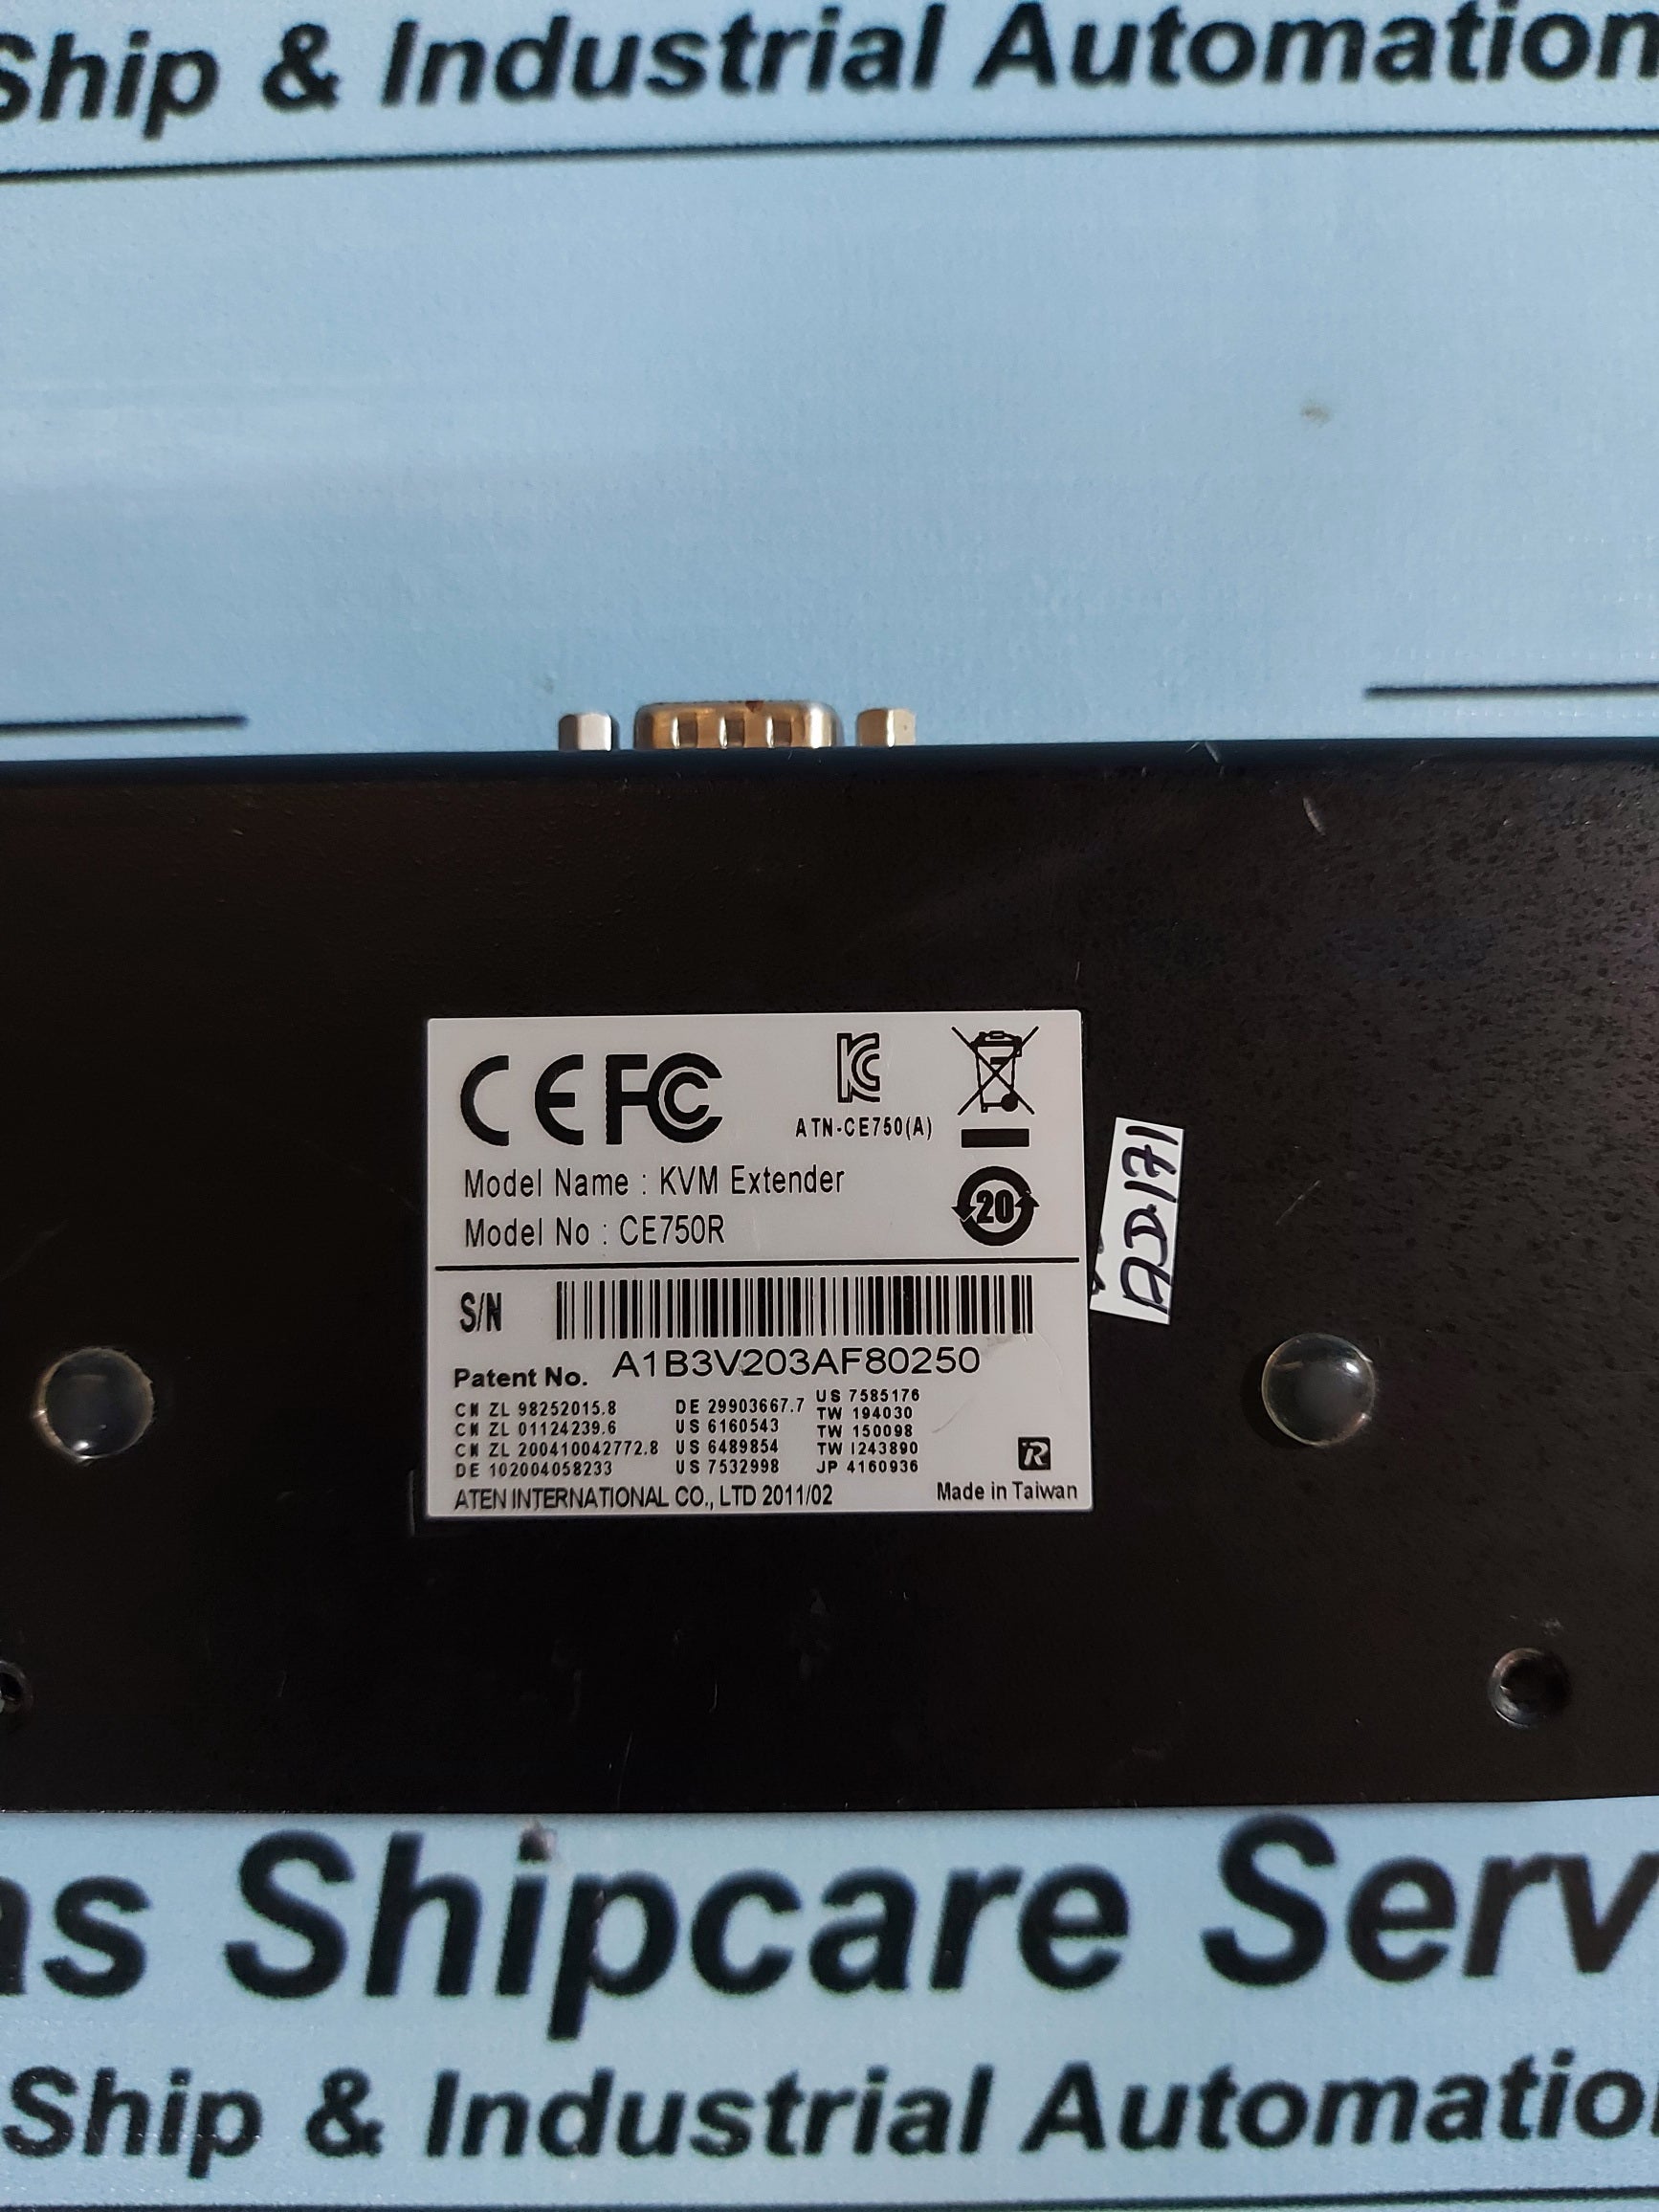 Ship & Industrial Automation
CE FC
KC
ATN-CE750(A)
Model Name : KVM Extender
Model No : CE750R
20
S/N
A1B3V203AF80250
Patent No.
CN ZL 98252015.8 DE 29903667.7 US 7585176
CN ZL 01124239.6 US 6160543 TW 194030
CN ZL 200410042772.8 US 6489854 TW 150098
DE 102004058233 US 7532998 TW I243890
JP 4160936
R
ATEN INTERNATIONAL CO., LTD 2011/02 Made in Taiwan
AD171
as Shipcare Serv
Ship & Industrial Automatio